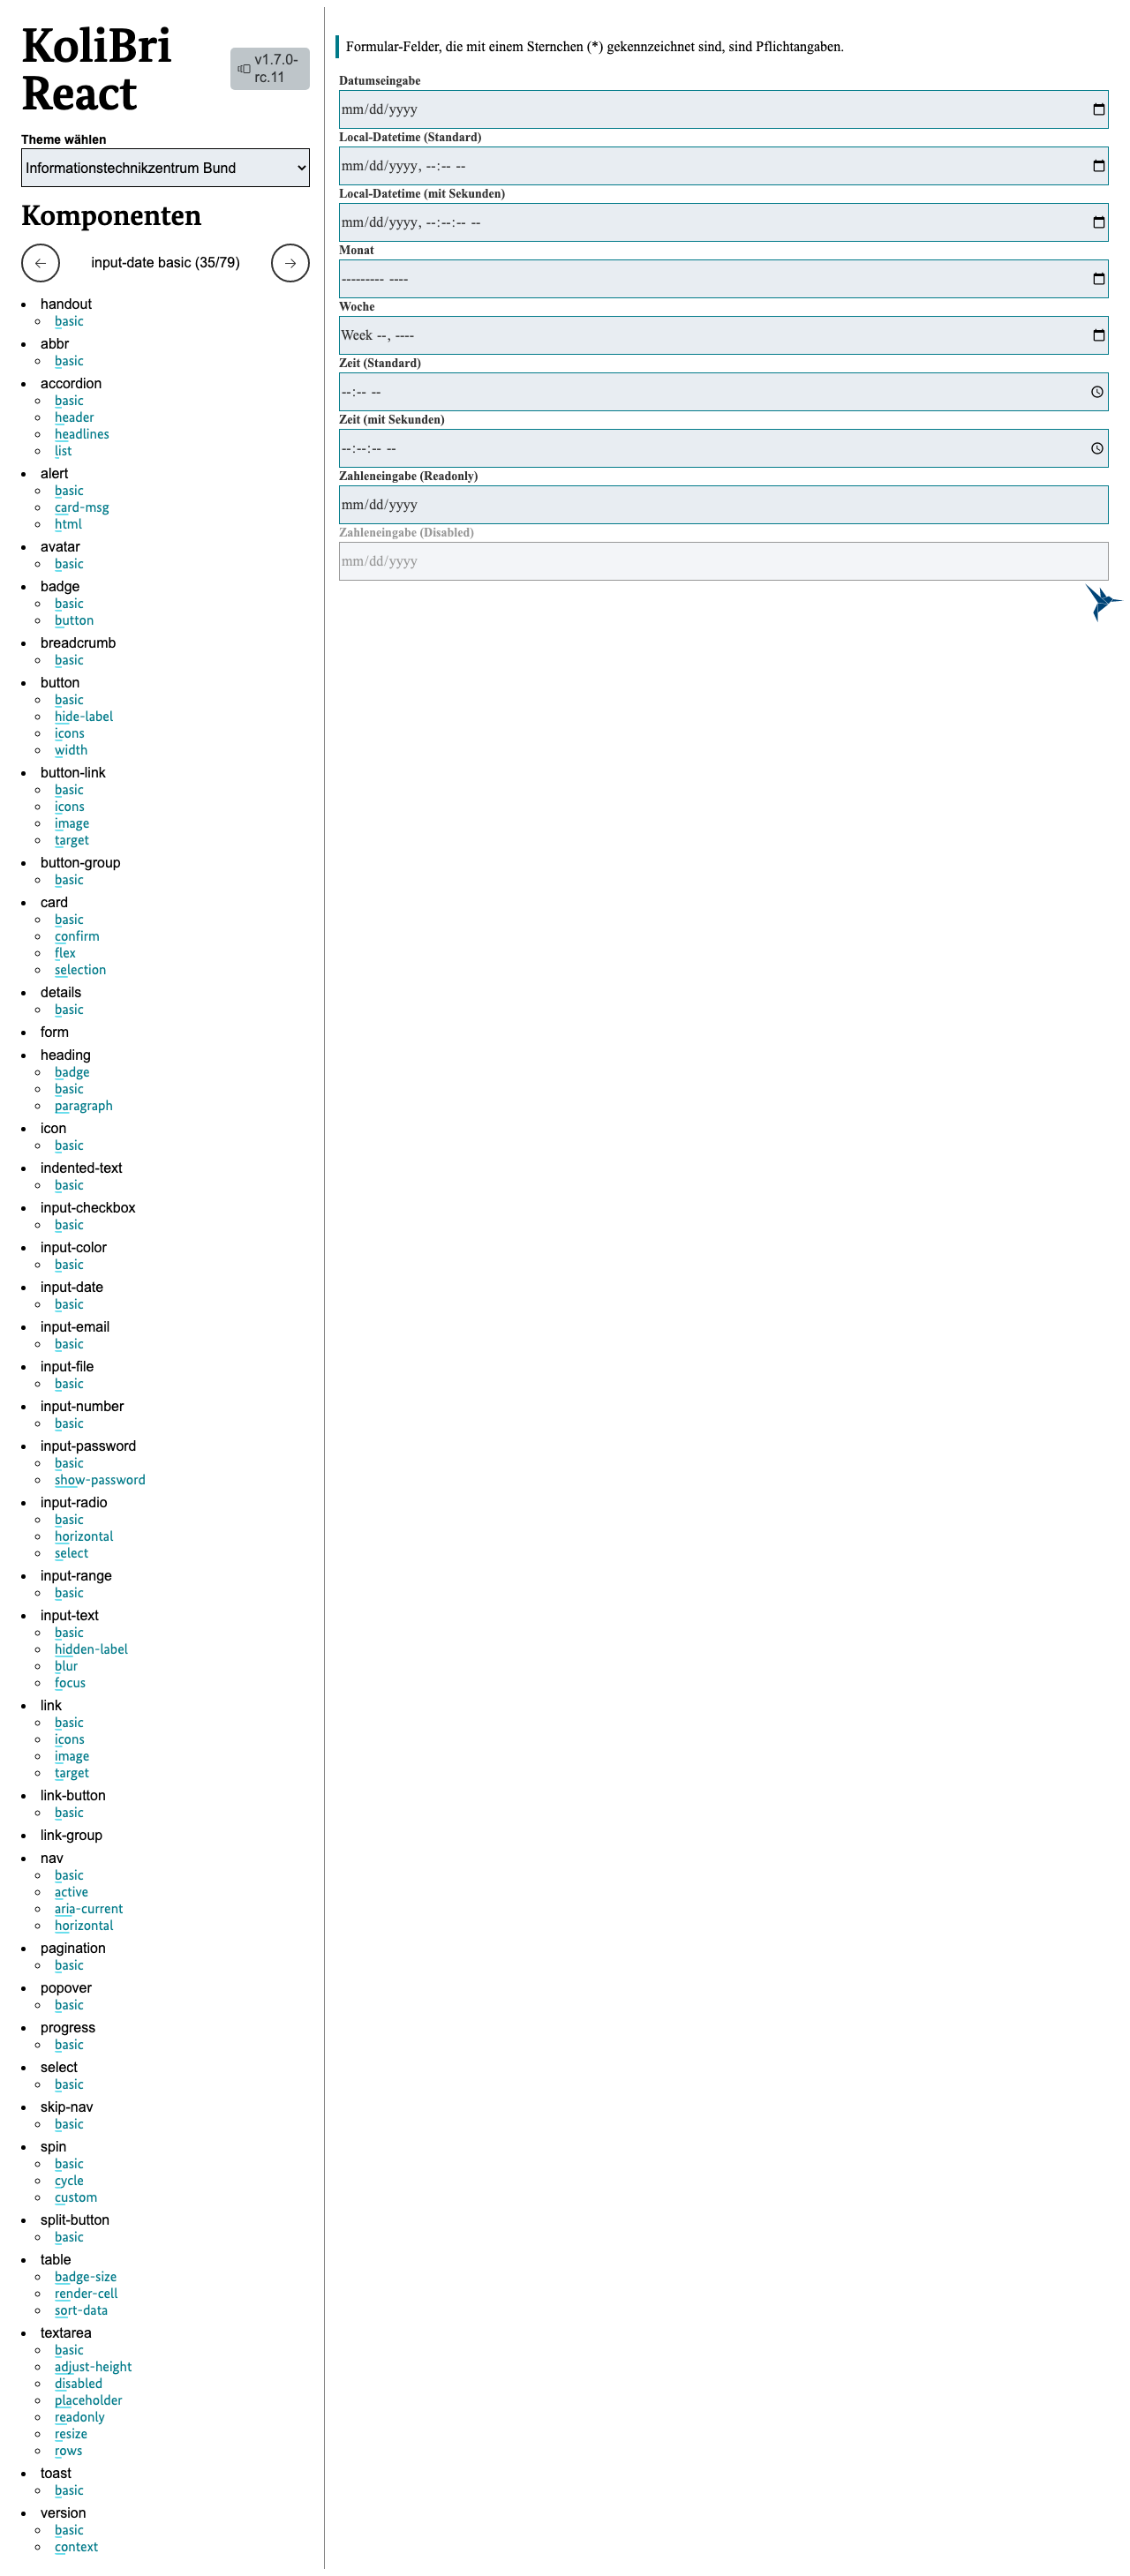 KoliBri
React
v1.7.0-
rc.11
Theme wählen
Informationstechnikzentrum Bund
Komponenten
input-date basic (35/79)
handout
basic
abbr
basic
accordion
basic
header
headlines
list
alert
basic
card-msg
html
avatar
basic
badge
basic
button
breadcrumb
basic
button
basic
hide-label
icons
width
button-link
basic
icons
image
target
button-group
basic
card
basic
confirm
flex
selection
details
basic
form
heading
badge
basic
paragraph
icon
basic
indented-text
basic
input-checkbox
basic
input-color
basic
input-date
basic
input-email
basic
input-file
basic
input-number
basic
input-password
basic
show-password
input-radio
basic
horizontal
select
input-range
basic
input-text
basic
hidden-label
blur
focus
link
basic
icons
image
target
link-button
basic
link-group
nav
basic
active
aria-current
horizontal
pagination
basic
popover
basic
progress
basic
select
basic
skip-nav
basic
spin
basic
cycle
custom
split-button
basic
table
badge-size
render-cell
sort-data
textarea
basic
adjust-height
disabled
placeholder
readonly
resize
rows
toast
basic
version
basic
context
Formular-Felder, die mit einem Sternchen (*) gekennzeichnet sind, sind Pflichtangaben.
Datumseingabe
mm/dd/yyyy
Local-Datetime (Standard)
mm/dd/yyyy, --:-- --
Local-Datetime (mit Sekunden)
mm/dd/yyyy, --:--:-- --
Monat
--------- ----
Woche
Week --, ----
Zeit (Standard)
--:-- --
Zeit (mit Sekunden)
--:--:-- --
Zahleneingabe (Readonly)
mm/dd/yyyy
Zahleneingabe (Disabled)
mm/dd/yyyy